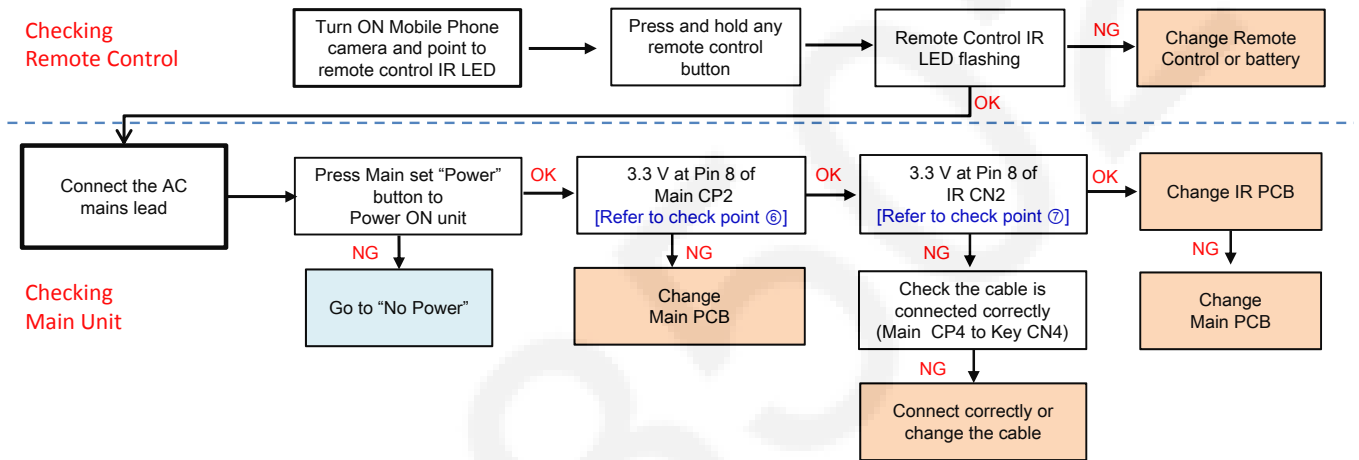 Checking
Remote Control
Turn ON Mobile Phone
camera and point to
remote control IR LED
Press and hold any
remote control
button
Remote Control IR
LED flashing
NG
Change Remote
Control or battery
OK
Connect the AC
mains lead
Press Main set “Power”
button to
Power ON unit
OK
3.3 V at Pin 8 of
Main CP2
[Refer to check point ⑥]
OK
3.3 V at Pin 8 of
IR CN2
[Refer to check point ⑦]
OK
Change IR PCB
NG
NG
NG
NG
Checking
Main Unit
Go to “No Power”
Change
Main PCB
Check the cable is
connected correctly
(Main CP4 to Key CN4)
Change
Main PCB
NG
Connect correctly or
change the cable